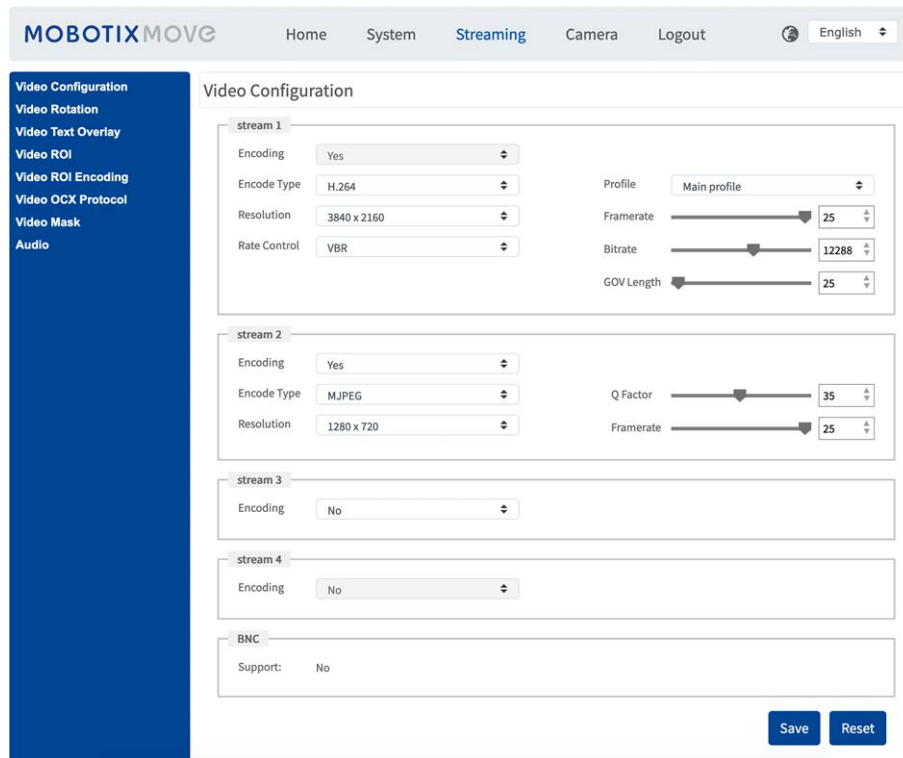 MOBOTIX MOVE
Home System Streaming Camera Logout English
Video Configuration
Video Rotation
Video Text Overlay
Video ROI
Video ROI Encoding
Video OCX Protocol
Video Mask
Audio
Video Configuration
stream 1
Encoding Yes
Encode Type H.264 Profile Main profile
Resolution 3840 x 2160 Framerate 25
Rate Control VBR Bitrate 12288
GOV Length 25
stream 2
Encoding Yes
Encode Type MJPEG Q Factor 35
Resolution 1280 x 720 Framerate 25
stream 3
Encoding No
stream 4
Encoding No
BNC
Support: No
Save Reset